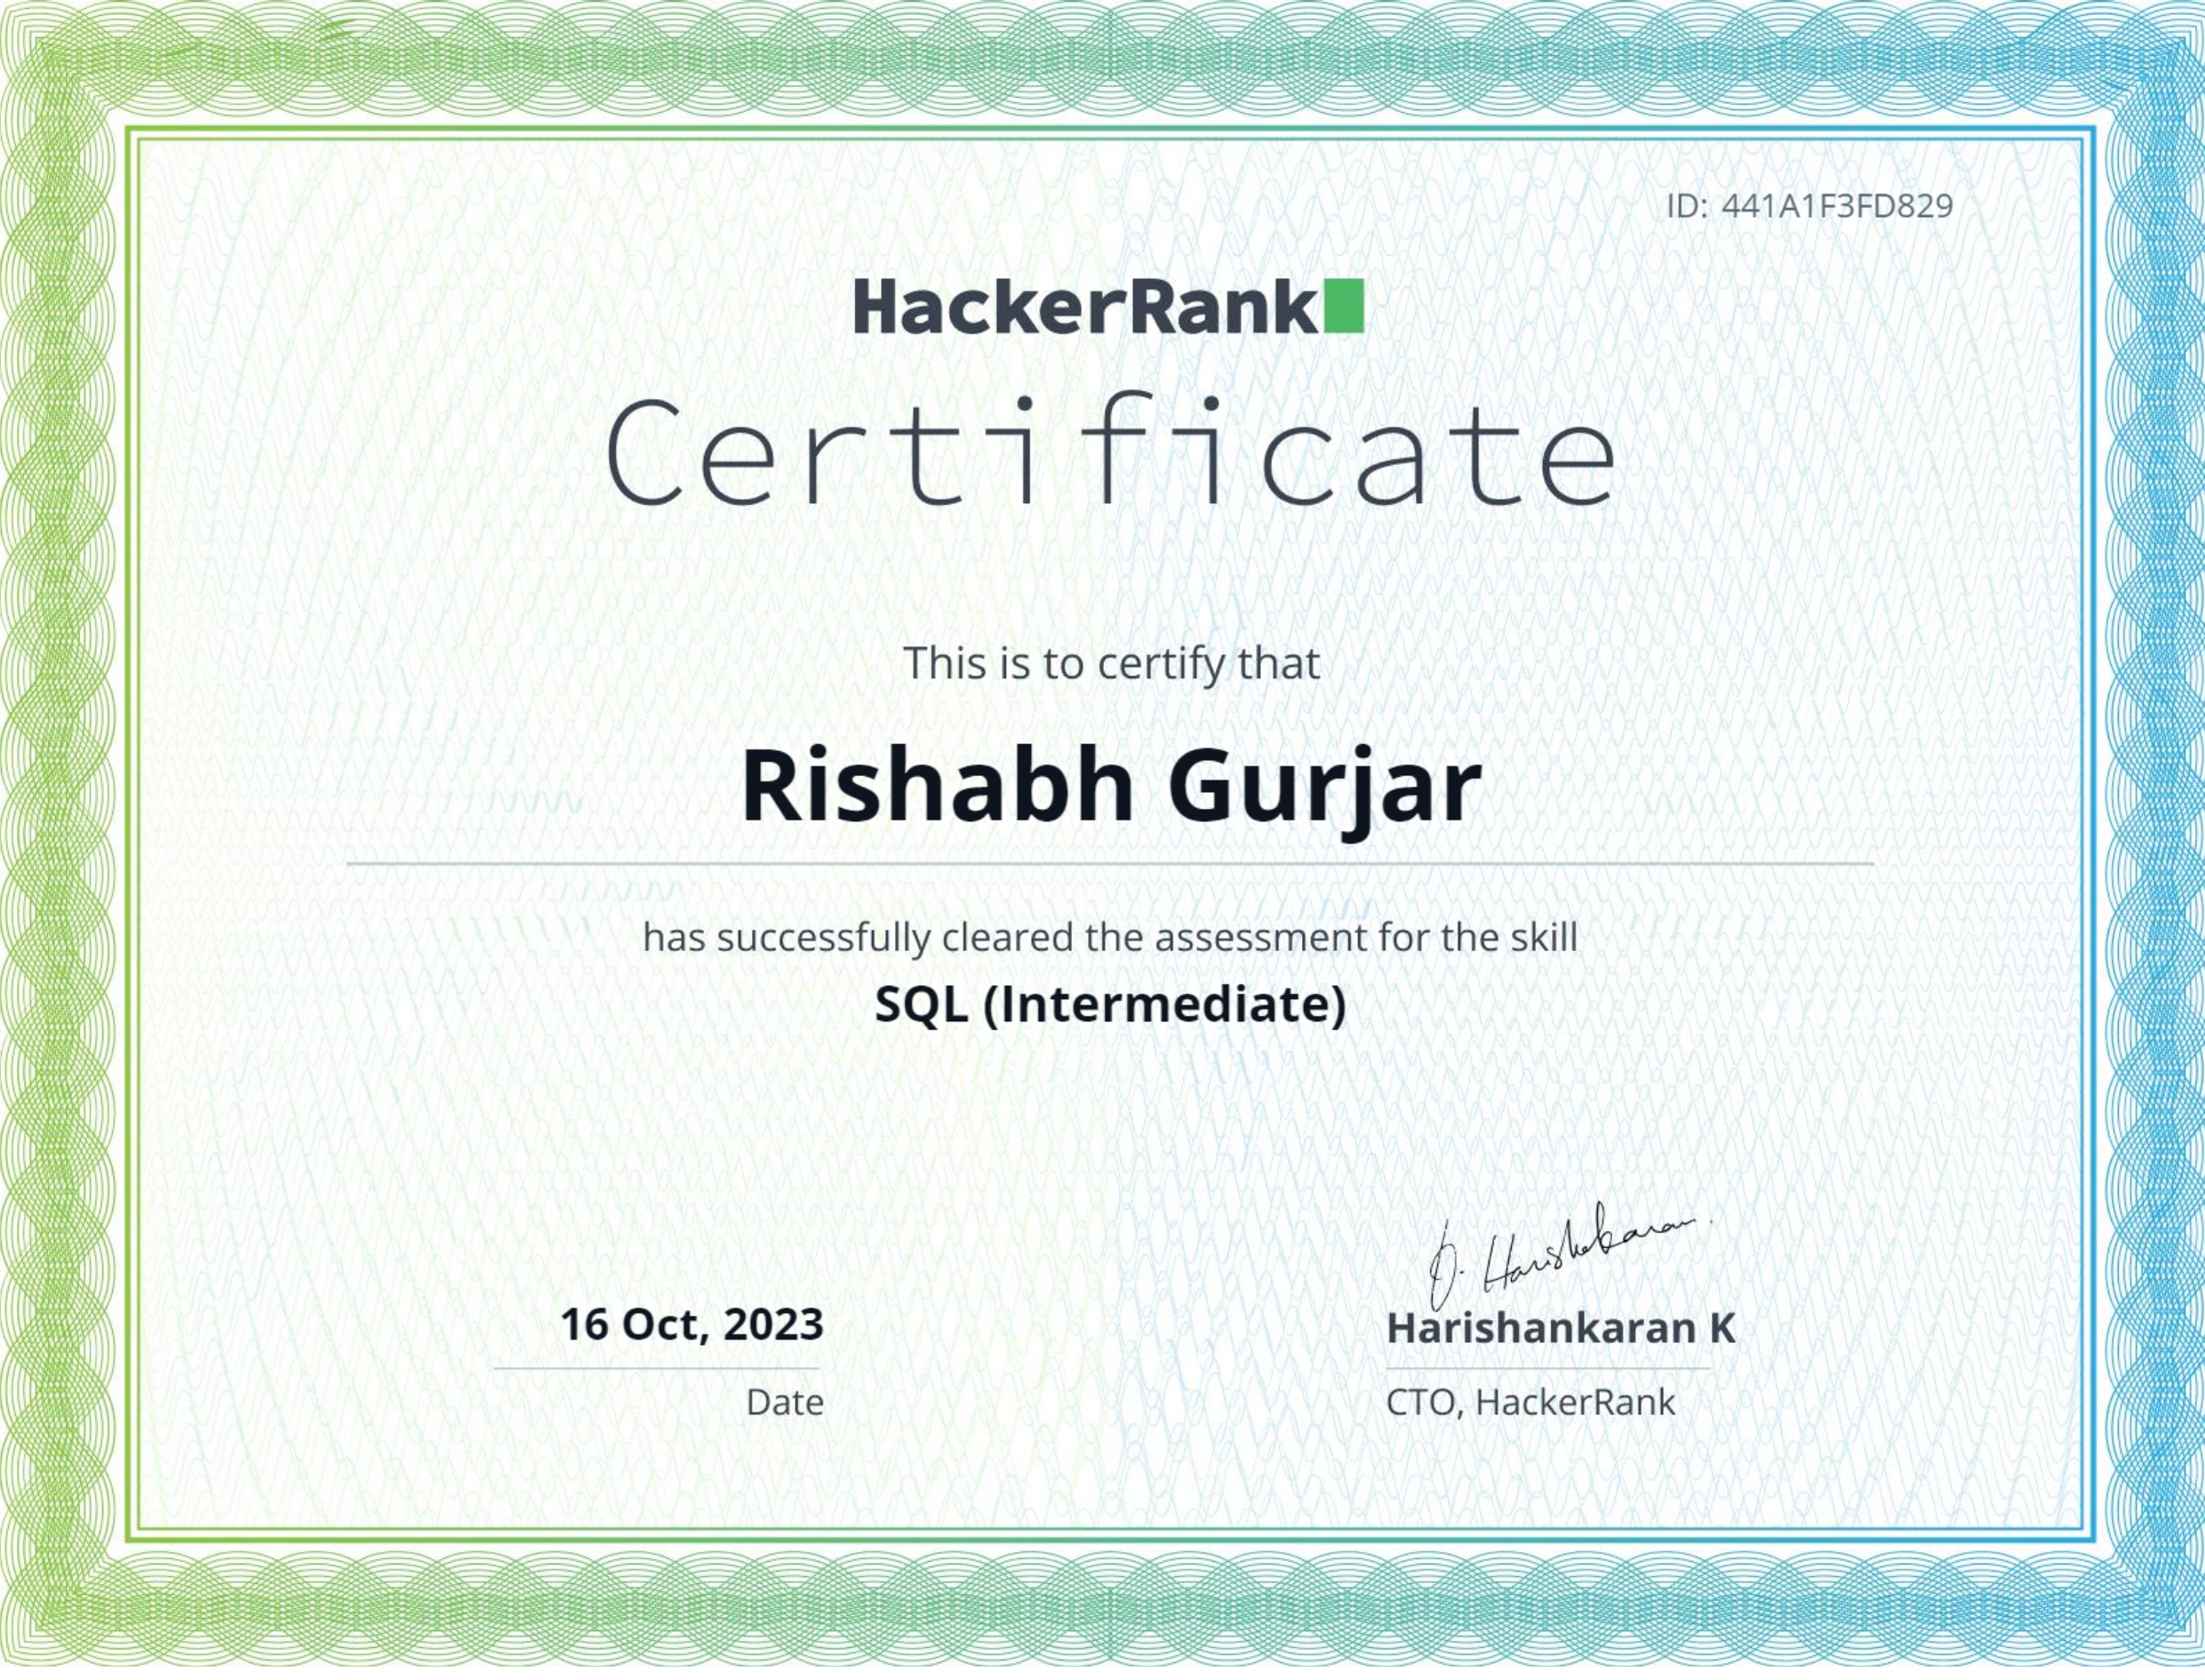 ID: 441A1F3FD829
HackerRank
Certificate
This is to certify that
Rishabh Gurjar
has successfully cleared the assessment for the skill
SQL (Intermediate)
D. Harishankaran
16 Oct, 2023
Harishankaran K
Date
CTO, HackerRank